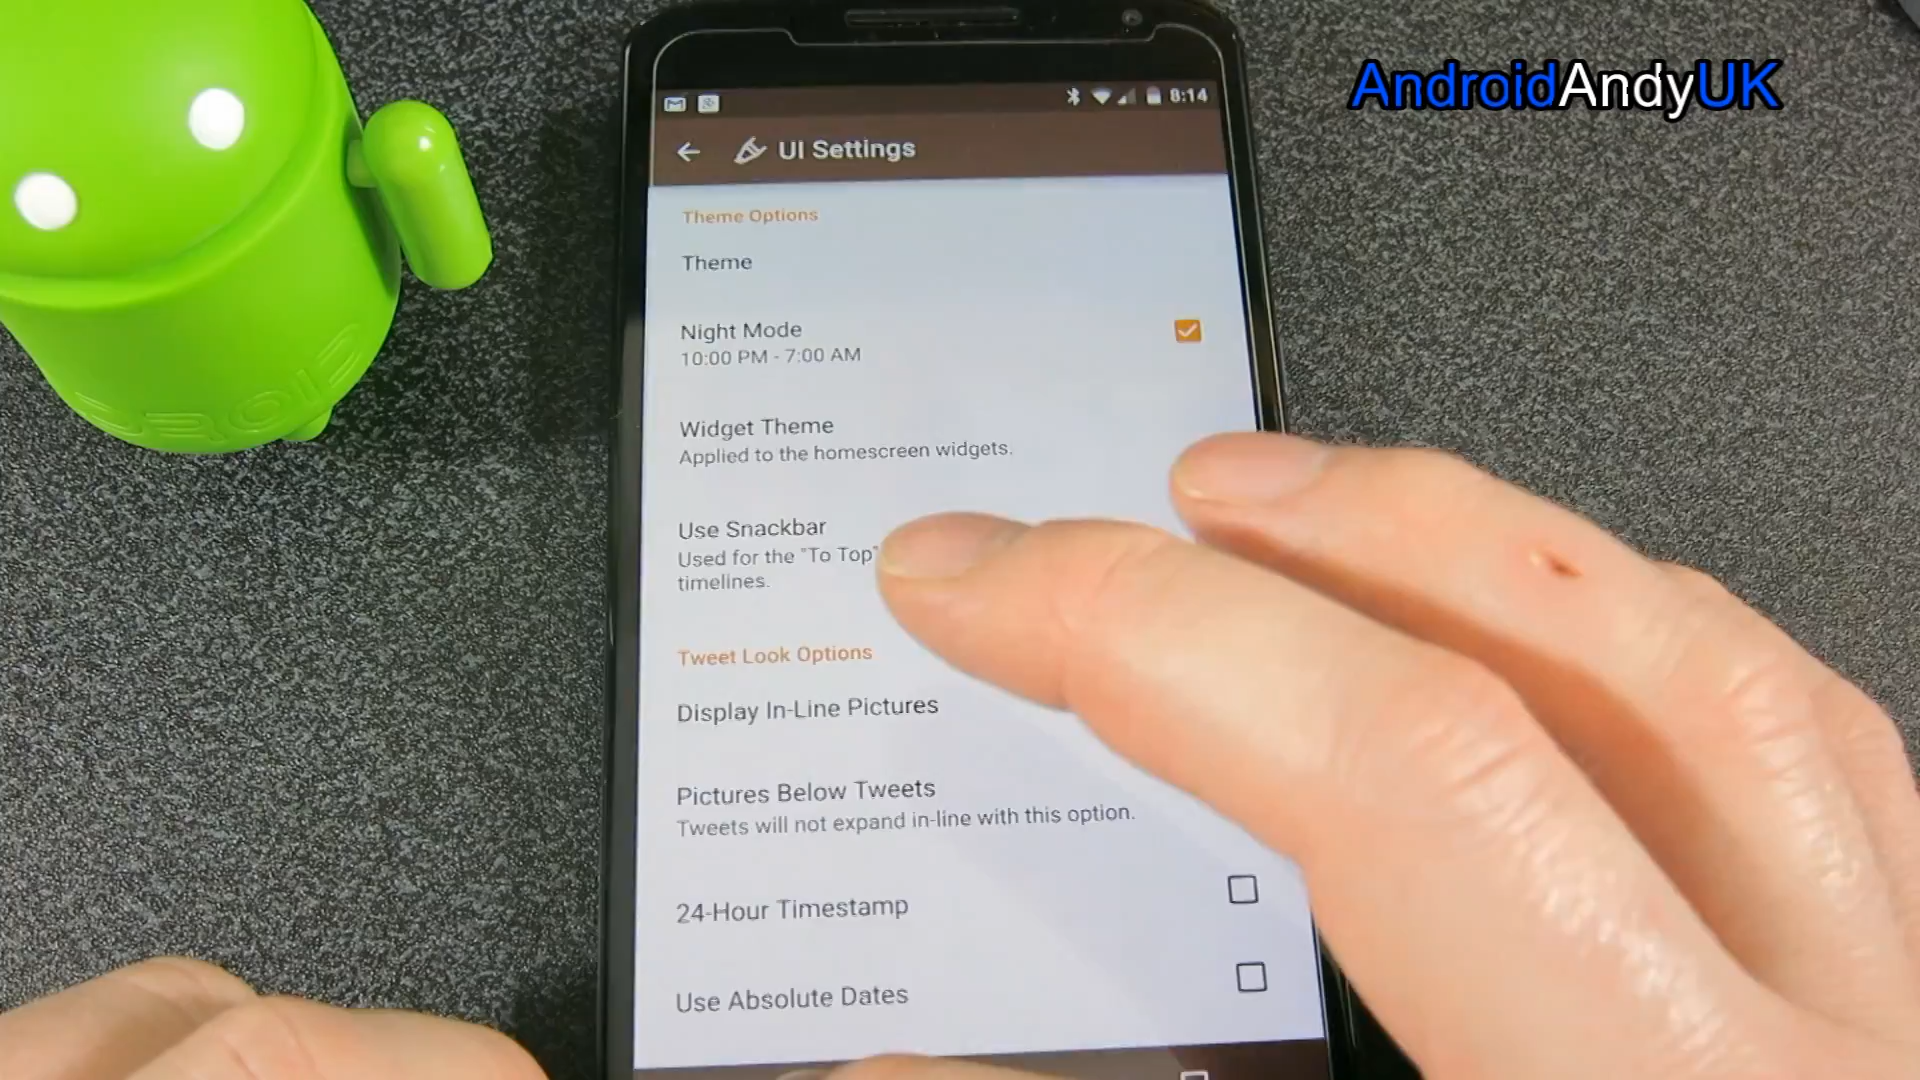 AndroidAndyUK
8:14
UI Settings
Theme Options
Theme
Night Mode
10:00 PM - 7:00 AM
Widget Theme
Applied to the homescreen widgets.
Use Snackbar
Used for the "To Top"
timelines.
Tweet Look Options
Display In-Line Pictures
Pictures Below Tweets
Tweets will not expand in-line with this option.
24-Hour Timestamp
Use Absolute Dates